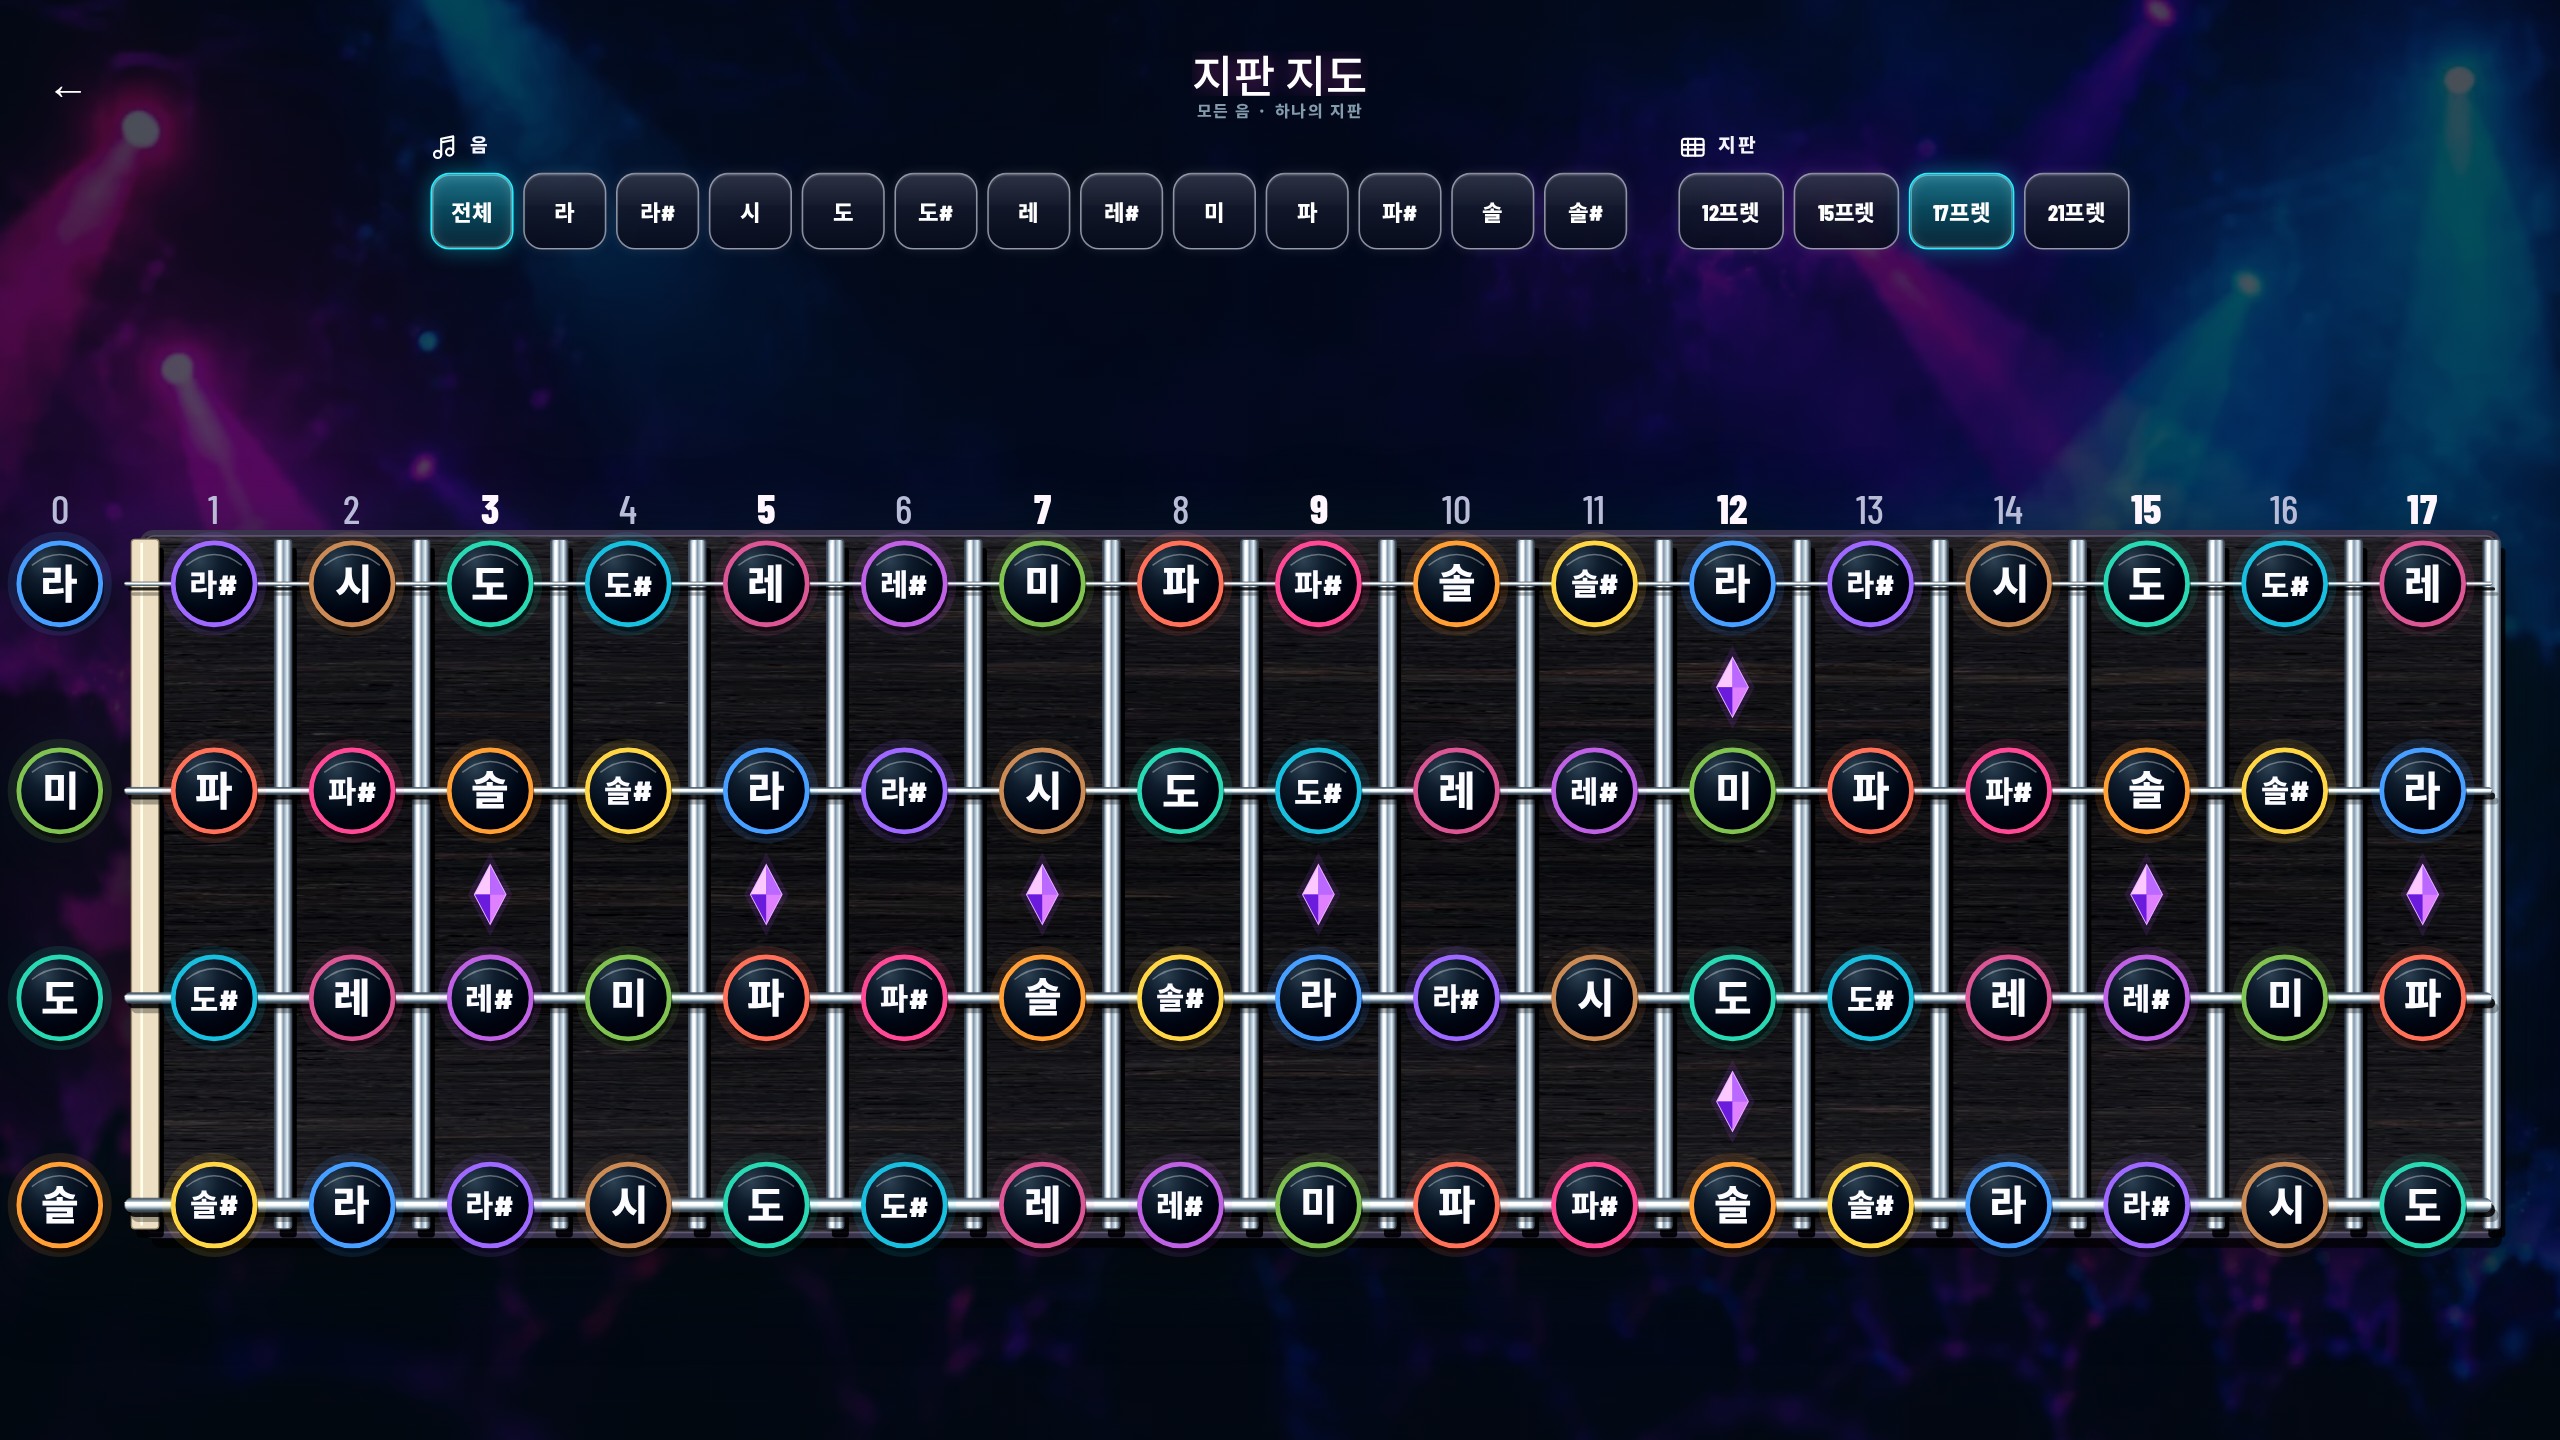 ←
지판 지도
모든 음 · 하나의 지판
음
지판
전체 라 라# 시 도 도# 레 레# 미 파 파# 솔 솔#
12프렛 15프렛 17프렛 21프렛
0 1 2 3 4 5 6 7 8 9 10 11 12 13 14 15 16 17
라 라# 시 도 도# 레 레# 미 파 파# 솔 솔# 라 라# 시 도 도# 레
미 파 파# 솔 솔# 라 라# 시 도 도# 레 레# 미 파 파# 솔 솔# 라
도 도# 레 레# 미 파 파# 솔 솔# 라 라# 시 도 도# 레 레# 미 파
솔 솔# 라 라# 시 도 도# 레 레# 미 파 파# 솔 솔# 라 라# 시 도